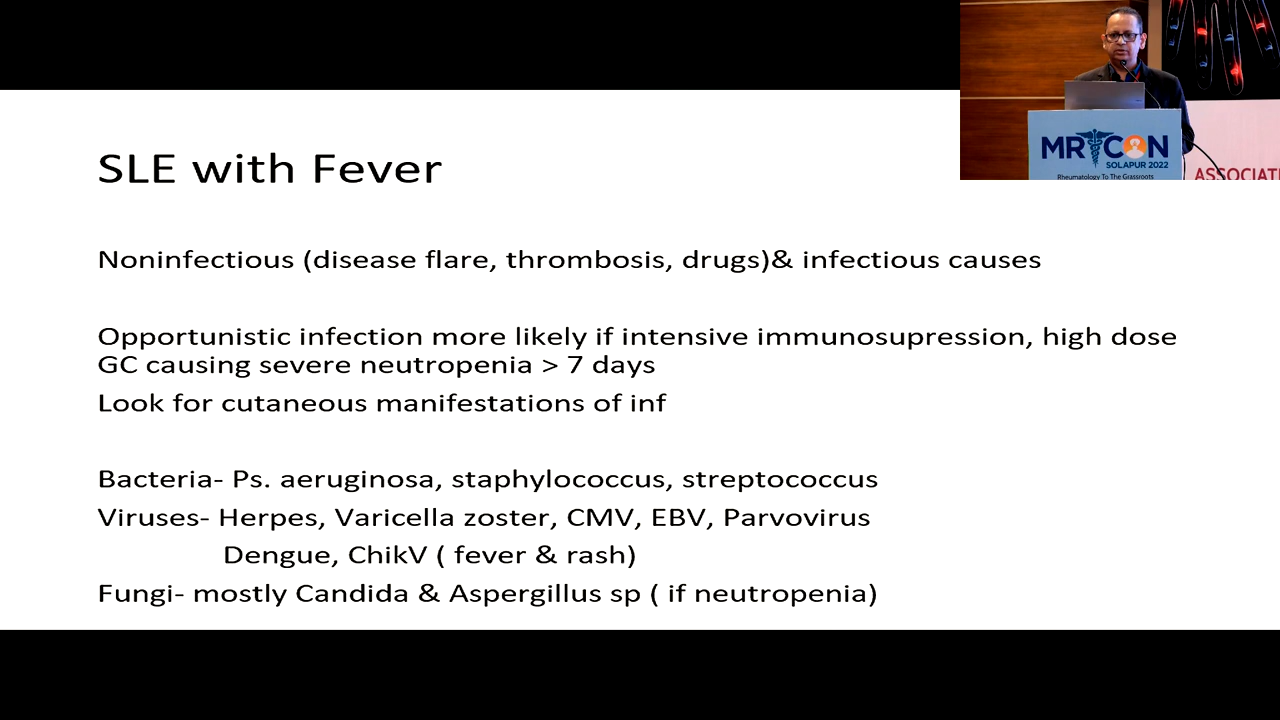 SLE with Fever
Noninfectious (disease flare, thrombosis, drugs)& infectious causes
Opportunistic infection more likely if intensive immunosupression, high dose
GC causing severe neutropenia > 7 days
Look for cutaneous manifestations of inf
Bacteria- Ps. aeruginosa, staphylococcus, streptococcus
Viruses- Herpes, Varicella zoster, CMV, EBV, Parvovirus
Dengue, ChikV ( fever & rash)
Fungi- mostly Candida & Aspergillus sp ( if neutropenia)
MR CON
SOLAPUR 2022
Rheumatology To The Grassroots
ASSOCIATI